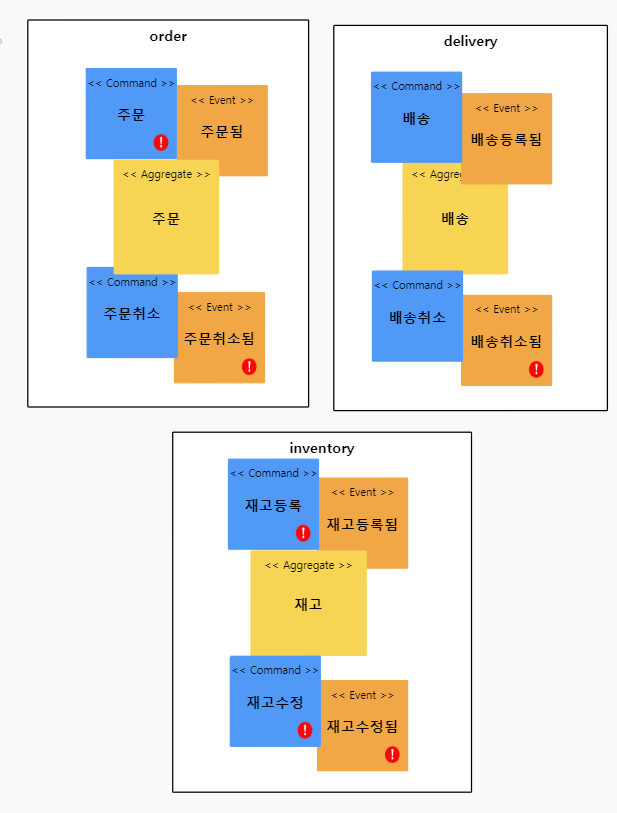 order
<< Command >>
주문
<< Event >>
주문됨
<< Aggregate >>
주문
<< Command >>
주문취소
<< Event >>
주문취소됨
delivery
<< Command >>
배송
<< Event >>
배송등록됨
<< Aggreg
배송
<< Command >>
배송취소
<< Event >>
배송취소됨
inventory
<< Command >>
재고등록
<< Event >>
재고등록됨
<< Aggregate >>
재고
<< Command >>
재고수정
<< Event >>
재고수정됨